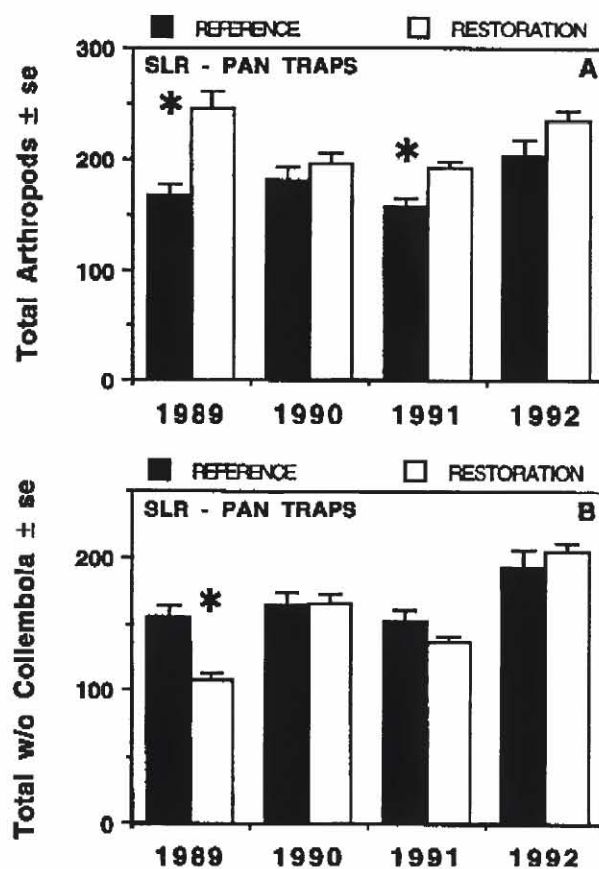 REFERENCE RESTORATION
300
SLR - PAN TRAPS A
*
*
200
100
0
Total Arthropods ± se
1989 1990 1991 1992
REFERENCE RESTORATION
SLR - PAN TRAPS B
200
*
100
0
Total w/o Collembola ± se
1989 1990 1991 1992